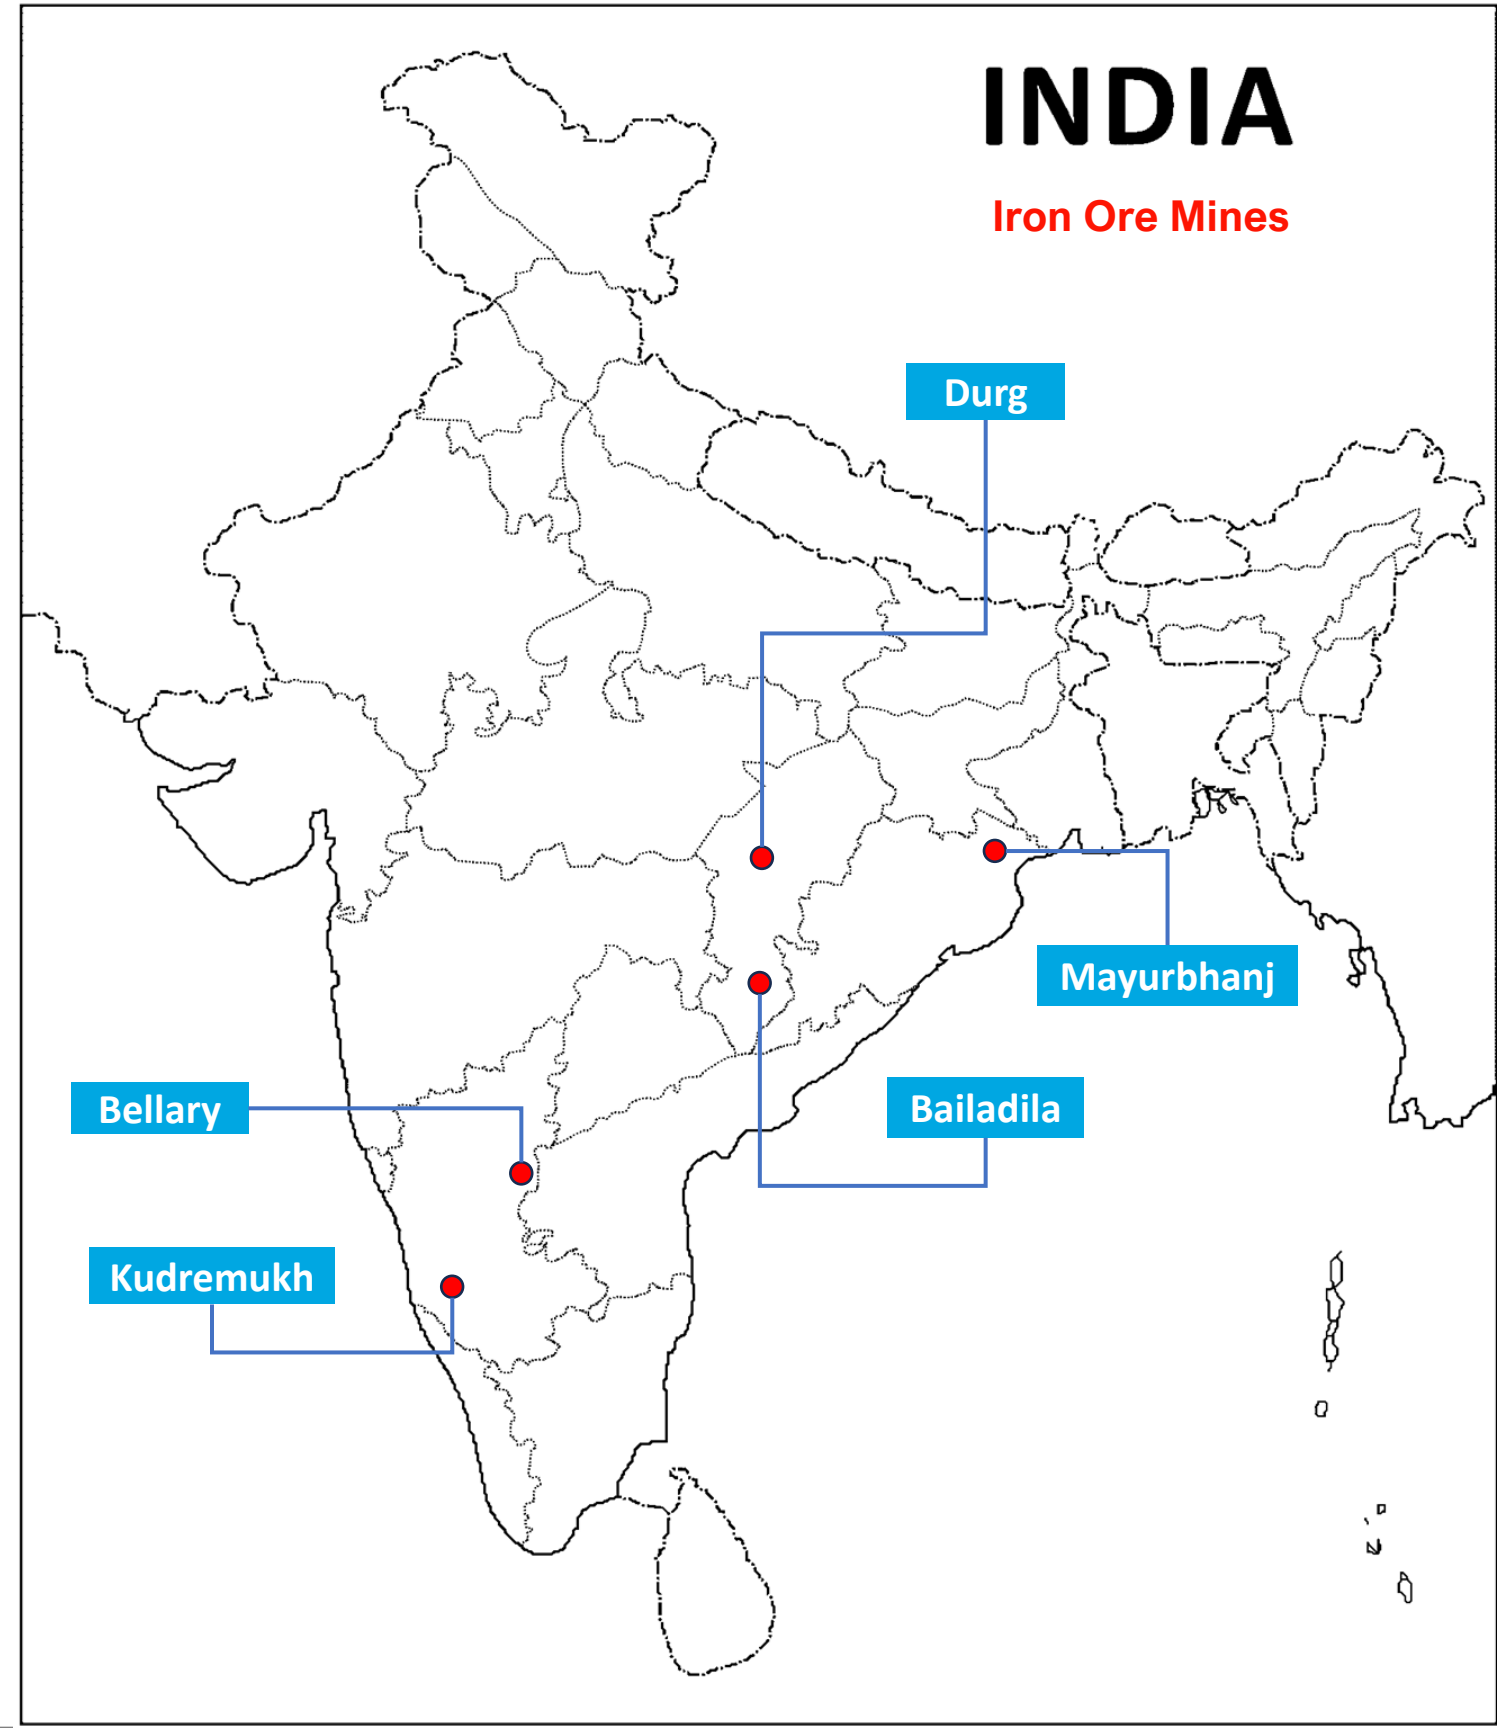 INDIA
Iron Ore Mines
Durg
Mayurbhanj
Bellary
Bailadila
Kudremukh